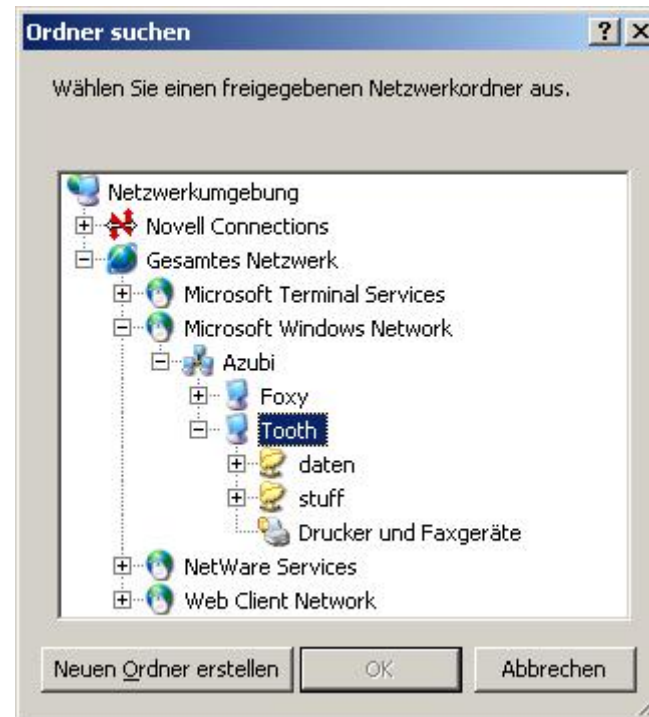 Ordner suchen
Wählen Sie einen freigegebenen Netzwerkordner aus.
Netzwerkumgebung
Novell Connections
Gesamtes Netzwerk
Microsoft Terminal Services
Microsoft Windows Network
Azubi
Foxy
Tooth
daten
stuff
Drucker und Faxgeräte
NetWare Services
Web Client Network
Neuen Ordner erstellen
OK
Abbrechen